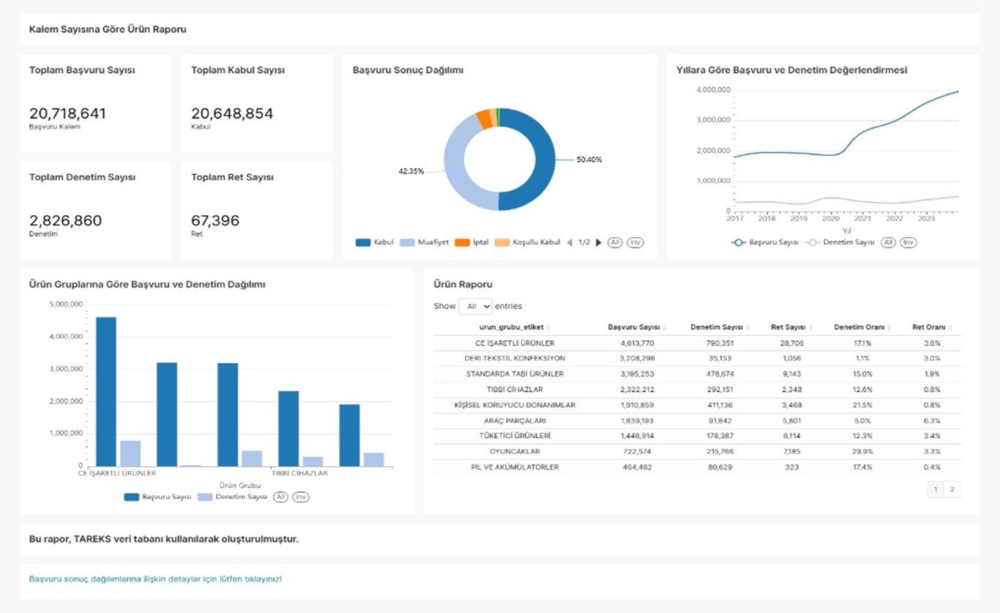 Kalem Sayısına Göre Ürün Raporu
Toplam Başvuru Sayısı
20,718,641
Başvuru Kalem
Toplam Kabul Sayısı
20,648,854
Kabul
Toplam Denetim Sayısı
2,826,860
Denetim
Toplam Ret Sayısı
67,396
Ret
Başvuru Sonuç Dağılımı
50.40%
42.35%
Kabul Muafiyet İptal Koşullu Kabul 1/2 All Inv
Yıllara Göre Başvuru ve Denetim Değerlendirmesi
4,000,000
3,000,000
2,000,000
1,000,000
0
2017 2018 2019 2020 2021 2022 2023
Yıl
Başvuru Sayısı Denetim Sayısı All Inv
Ürün Gruplarına Göre Başvuru ve Denetim Dağılımı
5,000,000
4,000,000
3,000,000
2,000,000
1,000,000
0
CE İŞARETLİ ÜRÜNLER TIBBİ CİHAZLAR
Ürün Grubu
Başvuru Sayısı Denetim Sayısı All Inv
Ürün Raporu
Show All entries
urun_grubu_etiket Başvuru Sayısı Denetim Sayısı Ret Sayısı Denetim Oranı Ret Oranı
CE İŞARETLİ ÜRÜNLER 4,613,770 790,351 28,706 17.1% 3.6%
DERİ TEKSTİL KONFEKSİYON 3,208,298 35,153 1,056 1.1% 3.0%
STANDARDA TABİ ÜRÜNLER 3,195,253 478,674 9,143 15.0% 1.9%
TIBBİ CİHAZLAR 2,322,212 292,151 2,348 12.6% 0.8%
KİŞİSEL KORUYUCU DONANIMLAR 1,910,859 411,136 3,468 21.5% 0.8%
ARAÇ PARÇALARI 1,839,193 91,842 5,801 5.0% 6.3%
TÜKETİCİ ÜRÜNLERİ 1,446,914 178,387 6,114 12.3% 3.4%
OYUNCAKLAR 722,574 215,766 7,185 29.9% 3.3%
PİL VE AKÜMÜLATÖRLER 464,462 80,629 323 17.4% 0.4%
1 2
Bu rapor, TAREKS veri tabanı kullanılarak oluşturulmuştur.
Başvuru sonuç dağılımlarına ilişkin detaylar için lütfen tıklayınız!